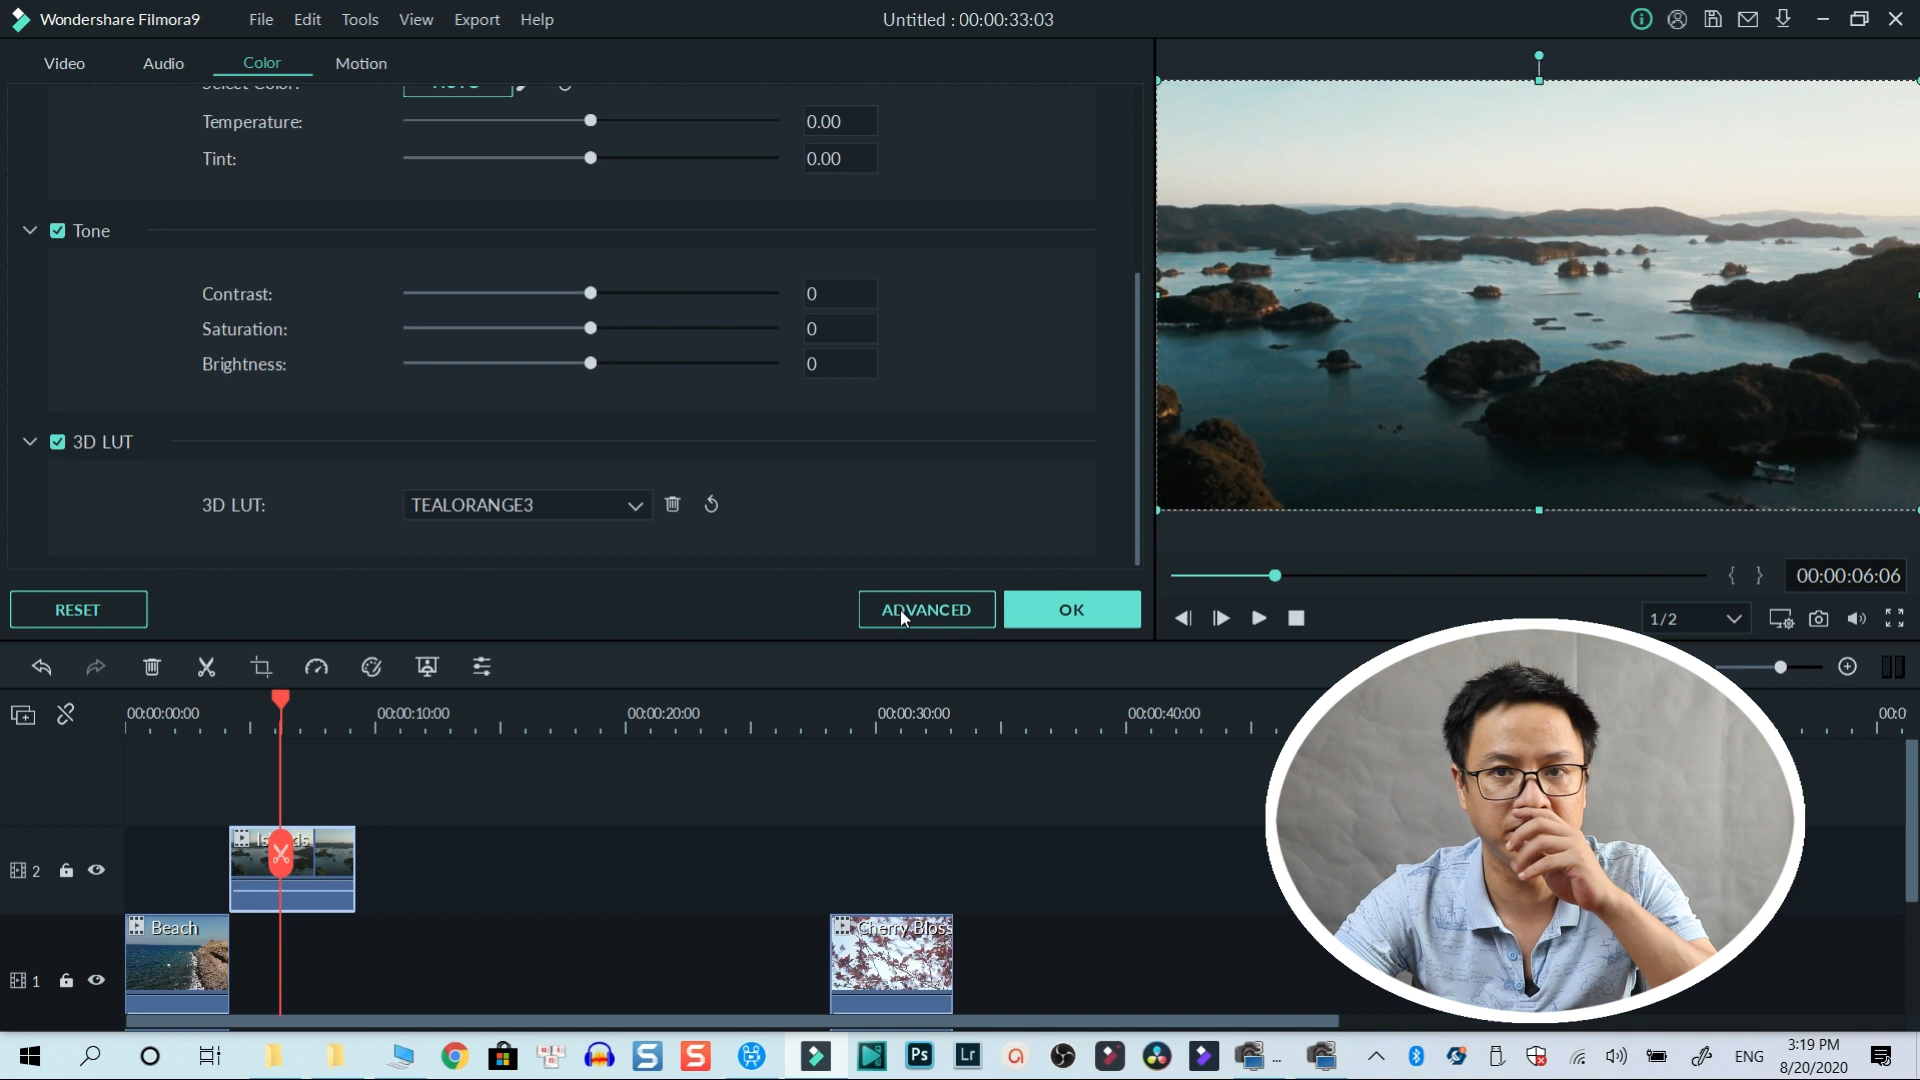 Wondershare Filmora9 File Edit Tools View Export Help Untitled : 00:00:33:03
Video Audio Color Motion
Select Color: AUTO
Temperature: 0.00
Tint: 0.00
Tone
Contrast: 0
Saturation: 0
Brightness: 0
3D LUT
3D LUT: TEALORANGE3
RESET ADVANCED OK
{ } 00:00:06:06
1/2
00:00:00:00 00:00:10:00 00:00:20:00 00:00:30:00 00:00:40:00 00:0
2
Islands
1
Beach
Cherry Bloss
S S Ps Lr a ... ENG
3:19 PM
8/20/2020